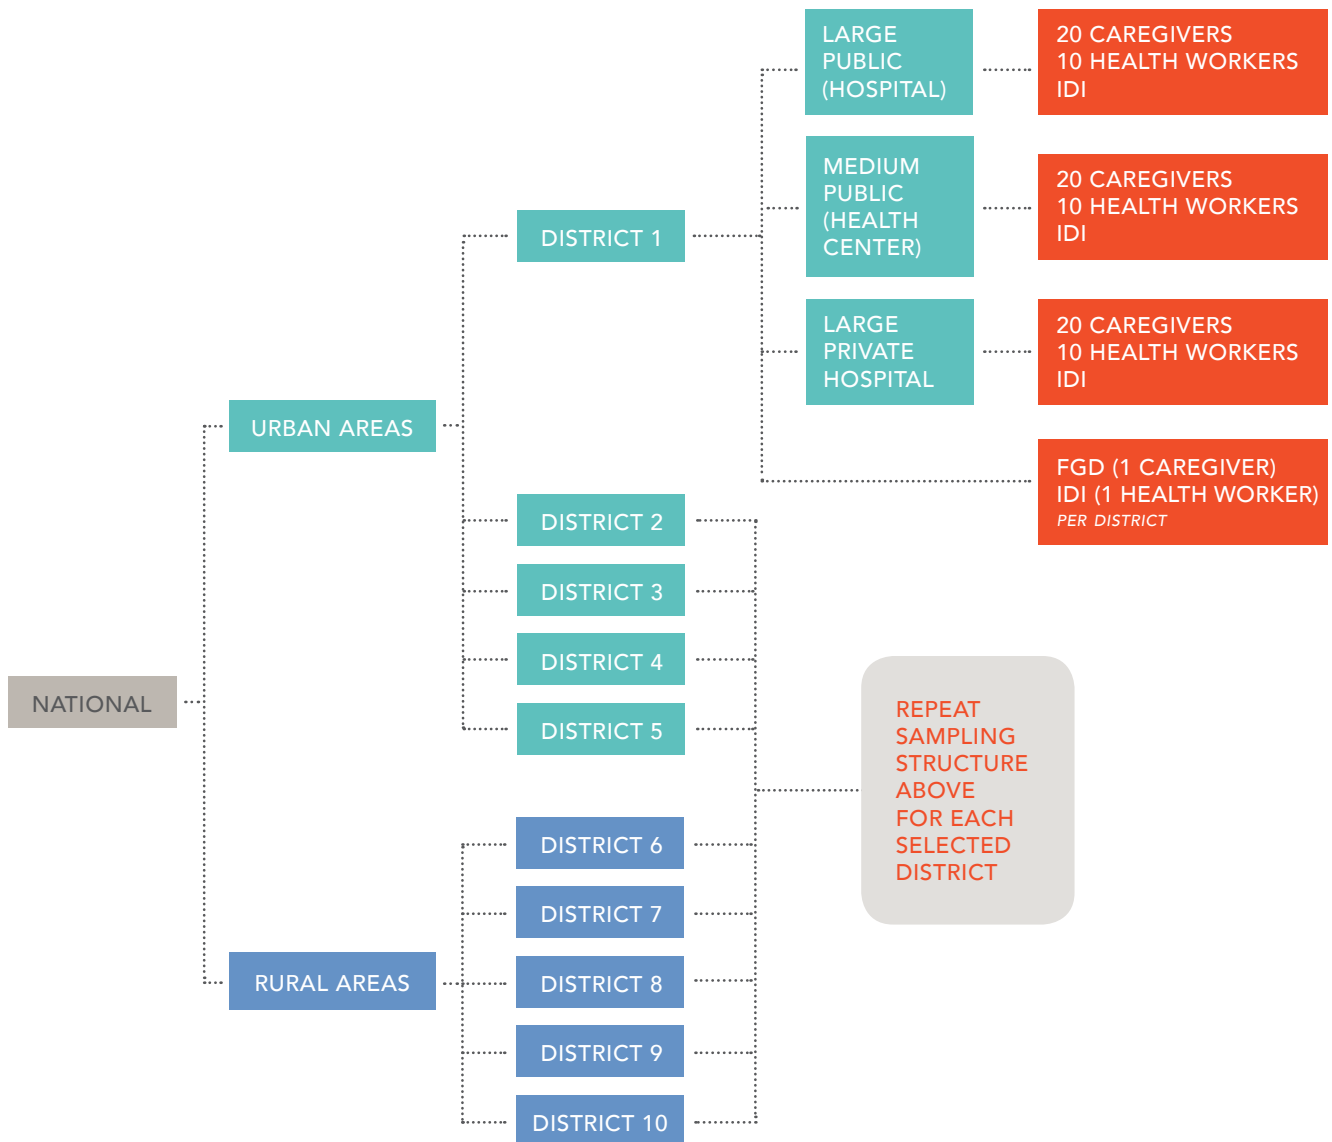 LARGE
PUBLIC
(HOSPITAL)
20 CAREGIVERS
10 HEALTH WORKERS
IDI
MEDIUM
PUBLIC
(HEALTH
CENTER)
20 CAREGIVERS
10 HEALTH WORKERS
IDI
DISTRICT 1
LARGE
PRIVATE
HOSPITAL
20 CAREGIVERS
10 HEALTH WORKERS
IDI
URBAN AREAS
FGD (1 CAREGIVER)
IDI (1 HEALTH WORKER)
PER DISTRICT
DISTRICT 2
DISTRICT 3
DISTRICT 4
DISTRICT 5
NATIONAL
REPEAT
SAMPLING
STRUCTURE
ABOVE
FOR EACH
SELECTED
DISTRICT
RURAL AREAS
DISTRICT 6
DISTRICT 7
DISTRICT 8
DISTRICT 9
DISTRICT 10